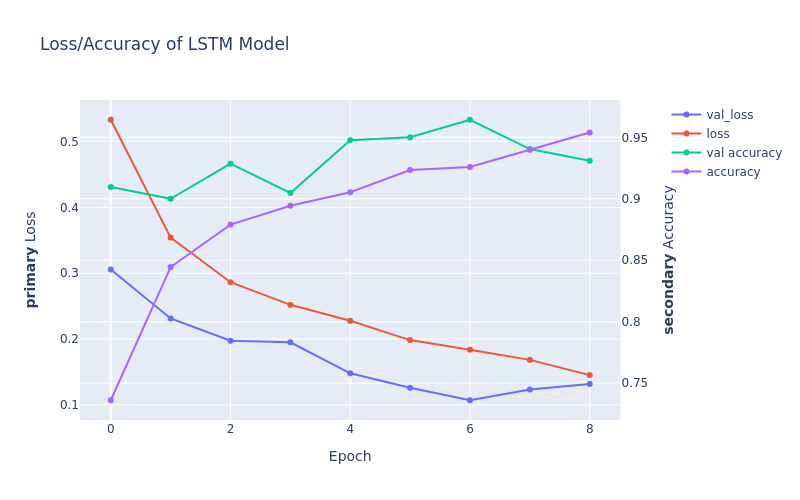 Loss/Accuracy of LSTM Model
val_loss
loss
val accuracy
accuracy
primary Loss
0.5
0.4
0.3
0.2
0.1
0.95
0.9
0.85
0.8
0.75
secondary Accuracy
0
2
4
6
8
Epoch